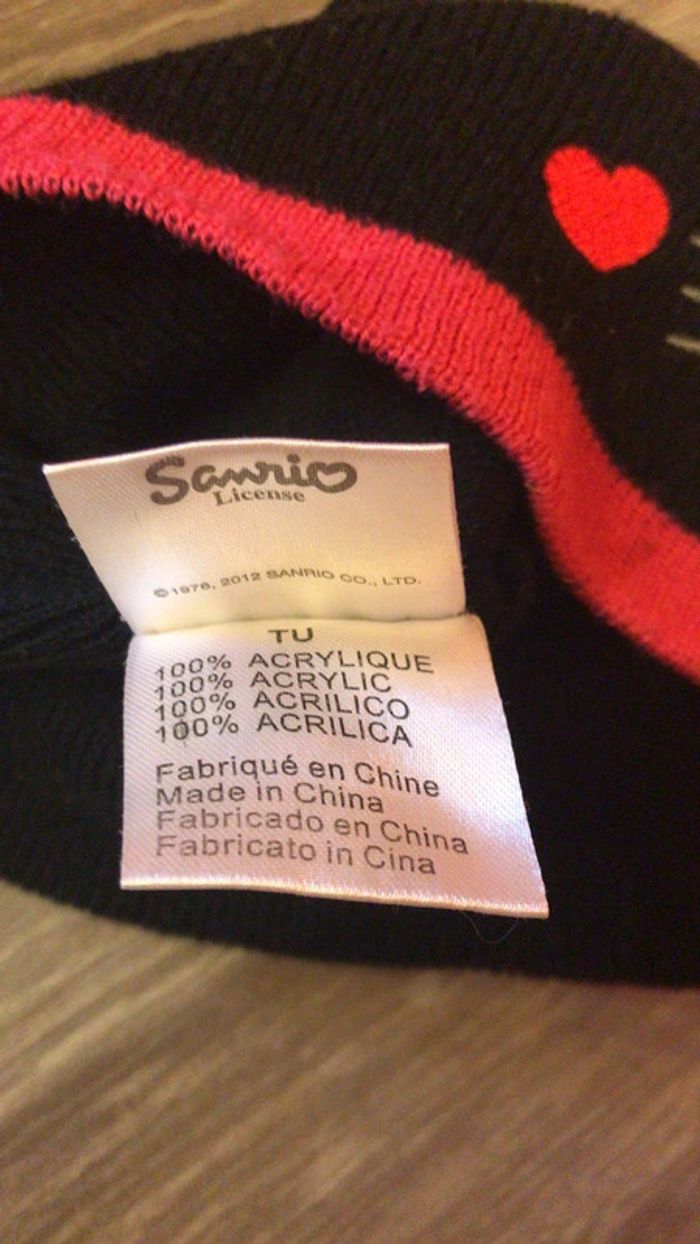 Sanrio
License
©1976, 2012 SANRIO CO., LTD.
TU
100% ACRYLIQUE
100% ACRYLIC
100% ACRILICO
100% ACRILICA
Fabriqué en Chine
Made in China
Fabricado en China
Fabricato in Cina